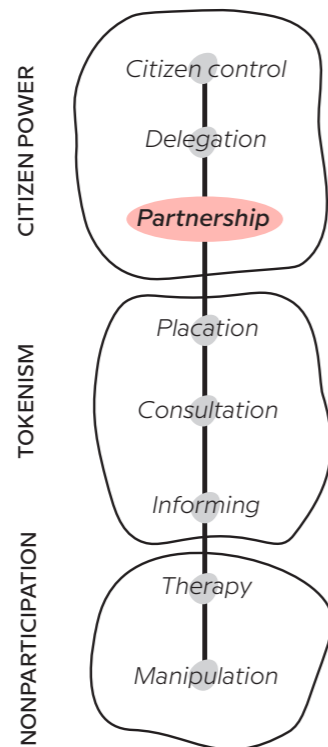 CITIZEN POWER
Citizen control
Delegation
Partnership
TOKENISM
Placation
Consultation
Informing
NONPARTICIPATION
Therapy
Manipulation